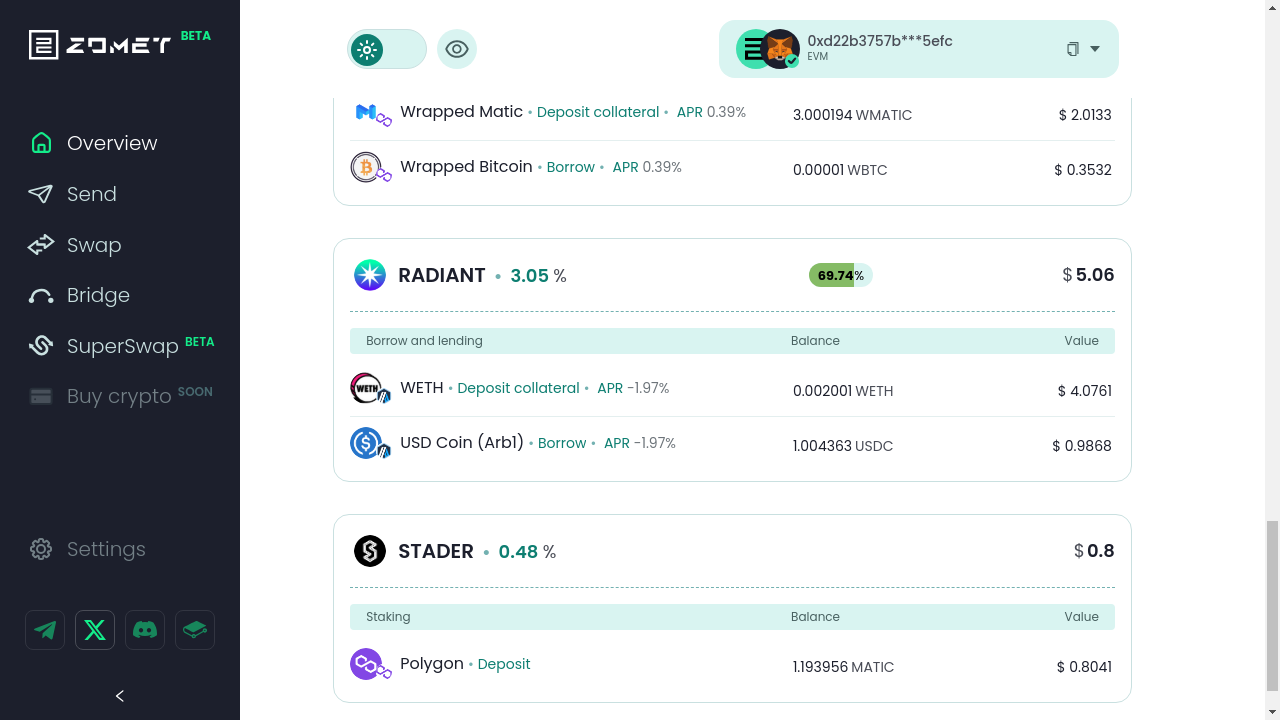 ZOMET BETA
Overview
Send
Swap
Bridge
SuperSwap BETA
Buy crypto SOON
Settings
0xd22b3757b***5efc
EVM
Wrapped Matic • Deposit collateral • APR 0.39% 3.000194 WMATIC $ 2.0133
Wrapped Bitcoin • Borrow • APR 0.39% 0.00001 WBTC $ 0.3532
RADIANT • 3.05 % 69.74% $ 5.06
Borrow and lending Balance Value
WETH • Deposit collateral • APR -1.97% 0.002001 WETH $ 4.0761
USD Coin (Arb1) • Borrow • APR -1.97% 1.004363 USDC $ 0.9868
STADER • 0.48 % $ 0.8
Staking Balance Value
Polygon • Deposit 1.193956 MATIC $ 0.8041